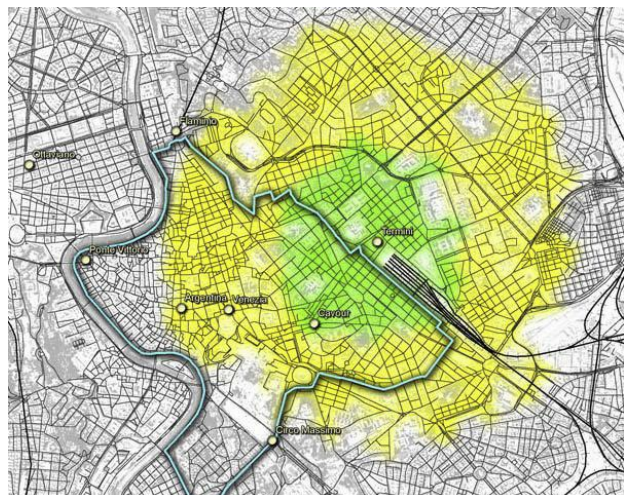 Flaminio
Ottaviano
Termini
Ponte Vittorio
Argentina
Venezia
Cavour
Circo Massimo